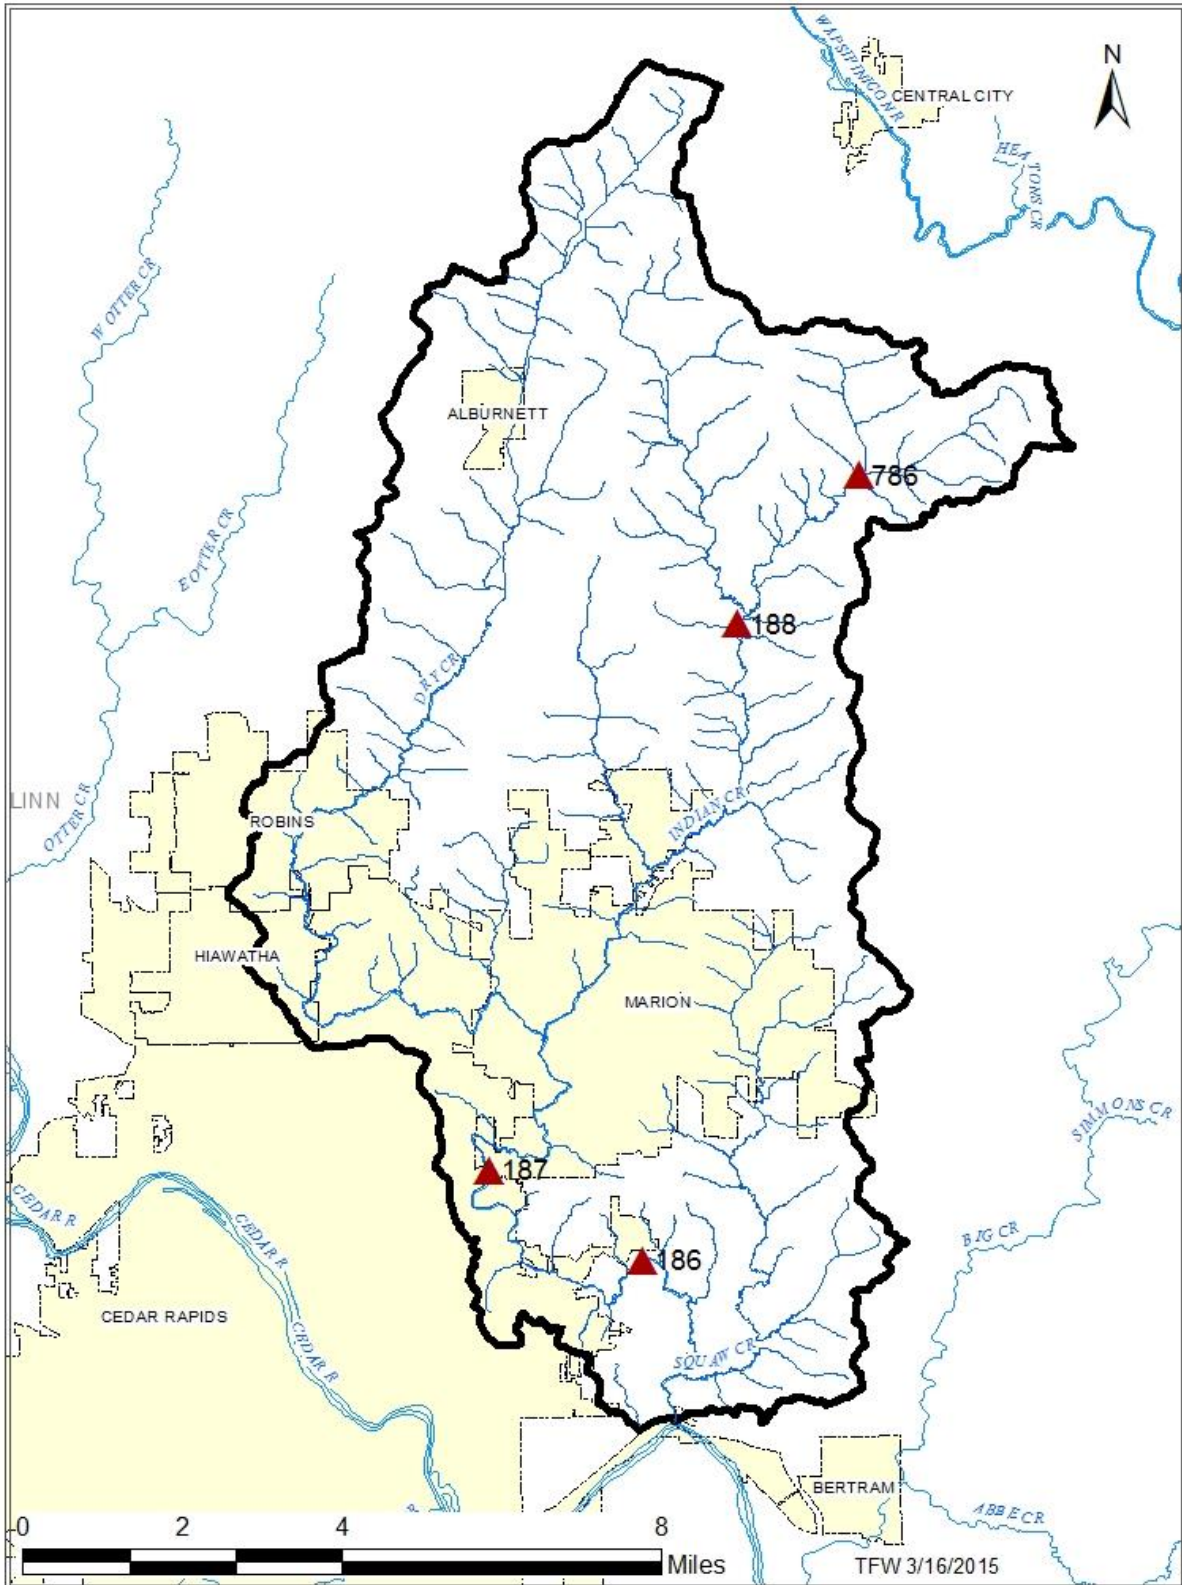 WAPSIPINICON R
N
CENTRAL CITY
HEATONS CR
W OTTER CR
ALBURNETT
786
E OTTER CR
188
DRY CR
LINN
OTTER CR
ROBINS
INDIAN CR
HIAWATHA
MARION
SIMMONS CR
187
CEDAR R
CEDAR R
BIG CR
186
CEDAR RAPIDS
CEDAR R
SQUAW CR
BERTRAM
ABBE CR
R
0 2 4 8
Miles
TFW 3/16/2015